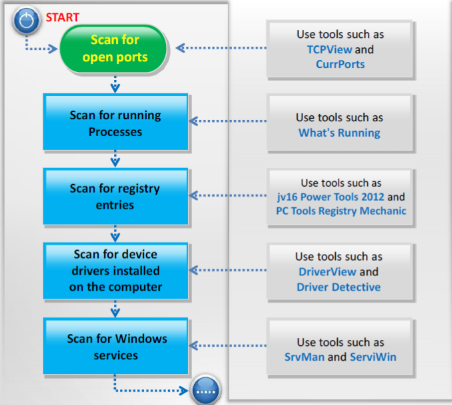 START
Scan for
open ports
Use tools such as
TCPView and
CurrPorts
Scan for running
Processes
Use tools such as
What's Running
Scan for registry
entries
Use tools such as
jv16 Power Tools 2012 and
PC Tools Registry Mechanic
Scan for device
drivers installed
on the computer
Use tools such as
DriverView and
Driver Detective
Scan for Windows
services
Use tools such as
SrvMan and ServiWin